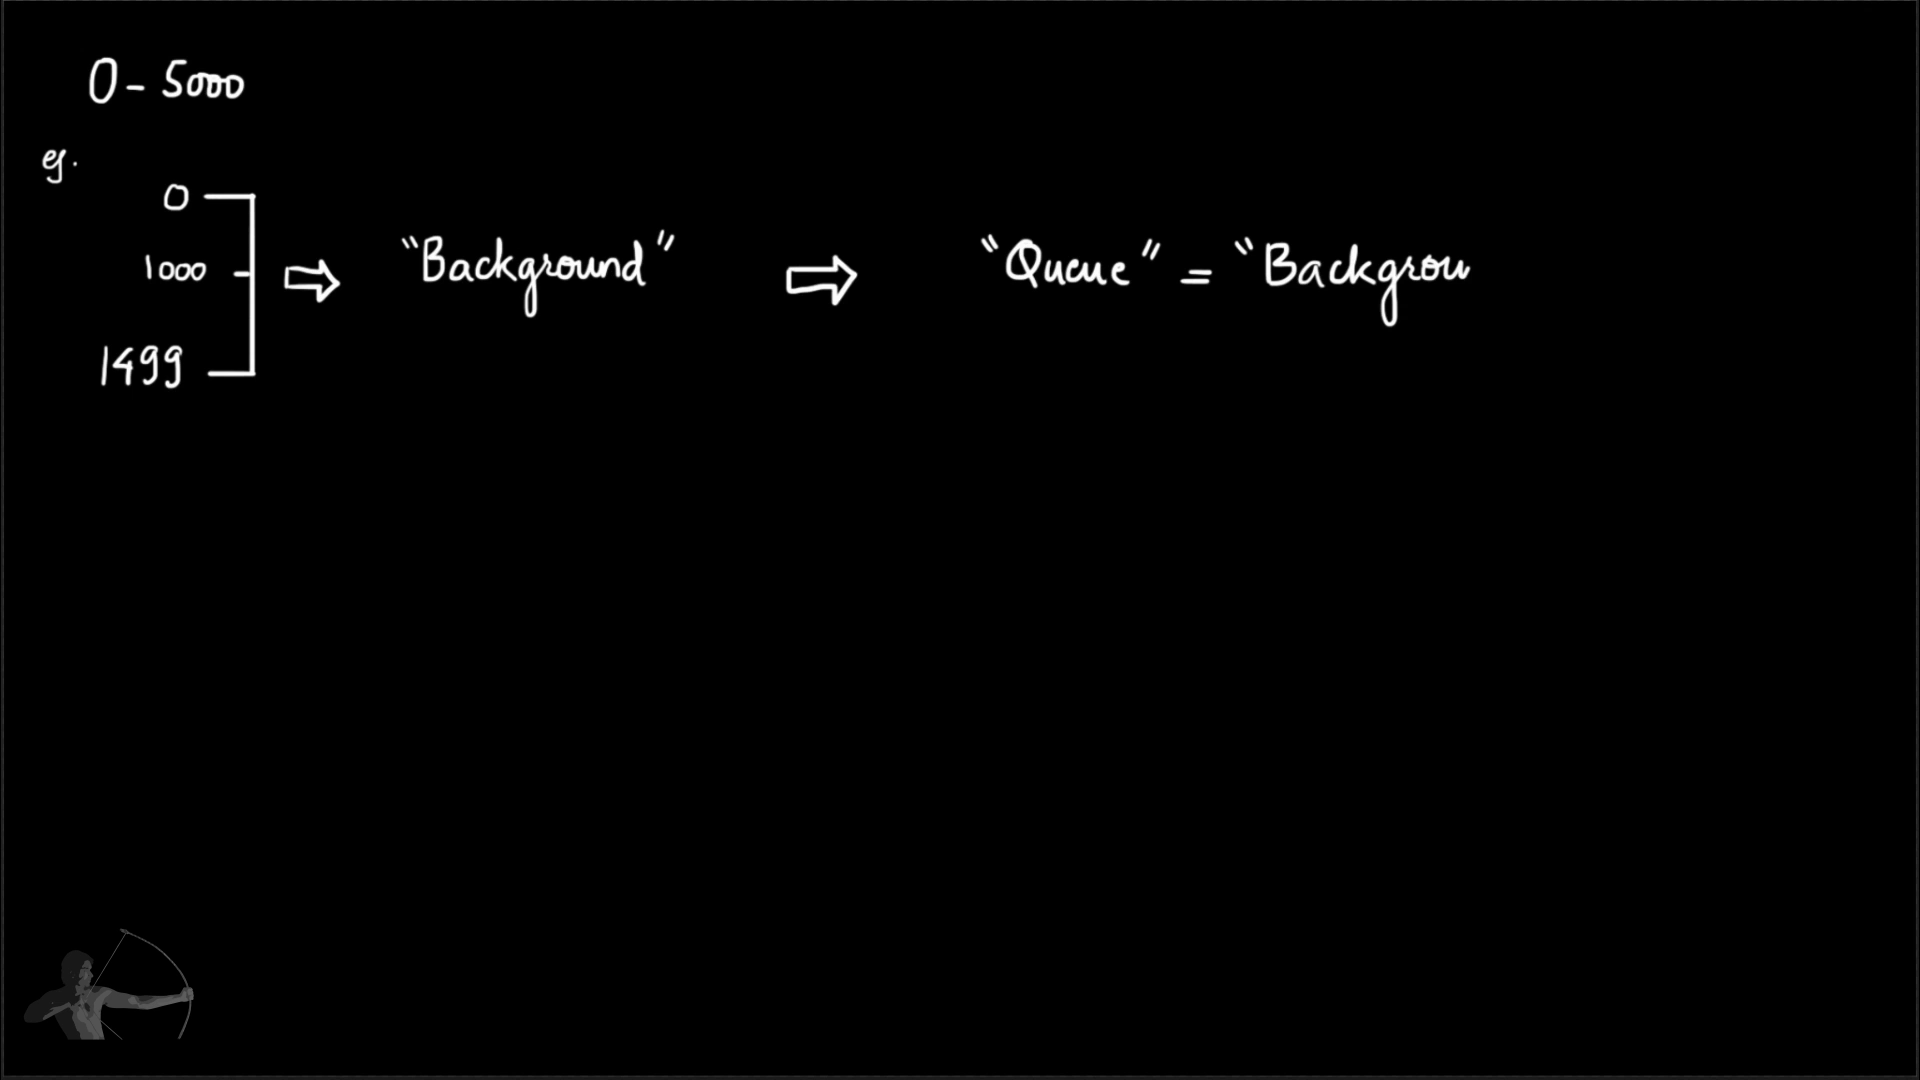 0 - 5000
eg.
0
1000
1499
"Background"
"Queue" = "Backgrou